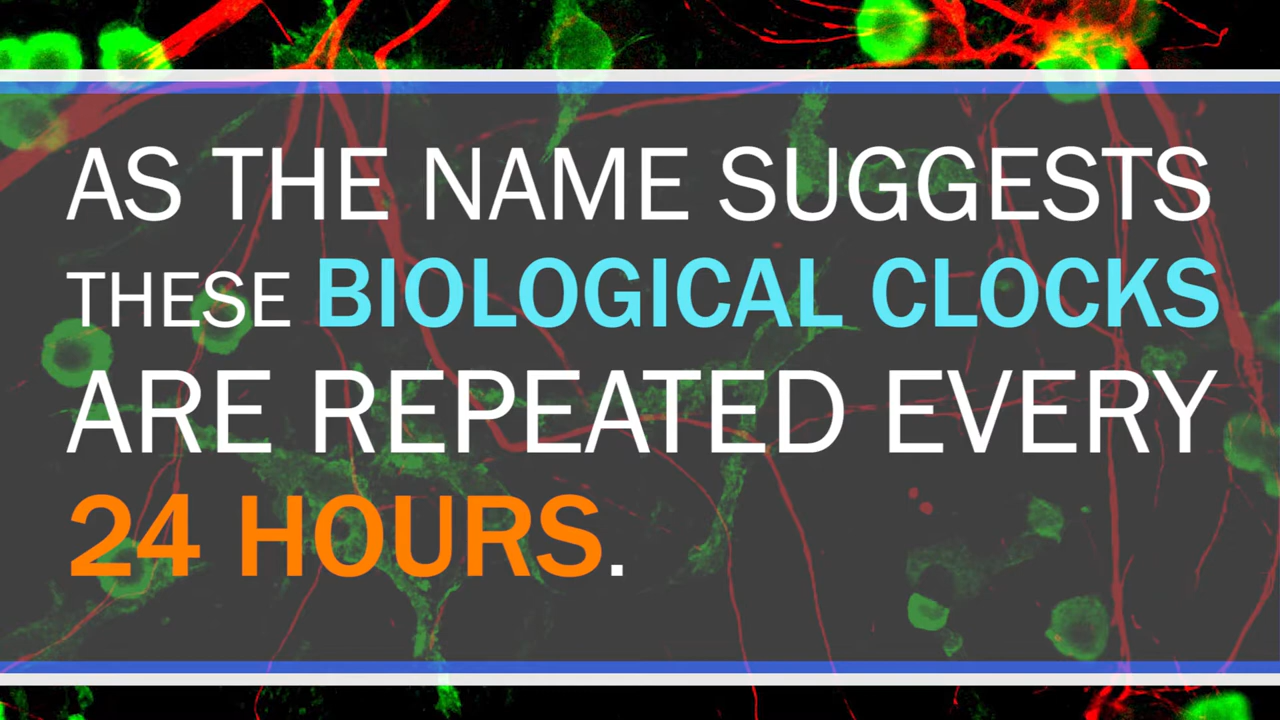 AS THE NAME SUGGESTS
THESE BIOLOGICAL CLOCKS
ARE REPEATED EVERY
24 HOURS.